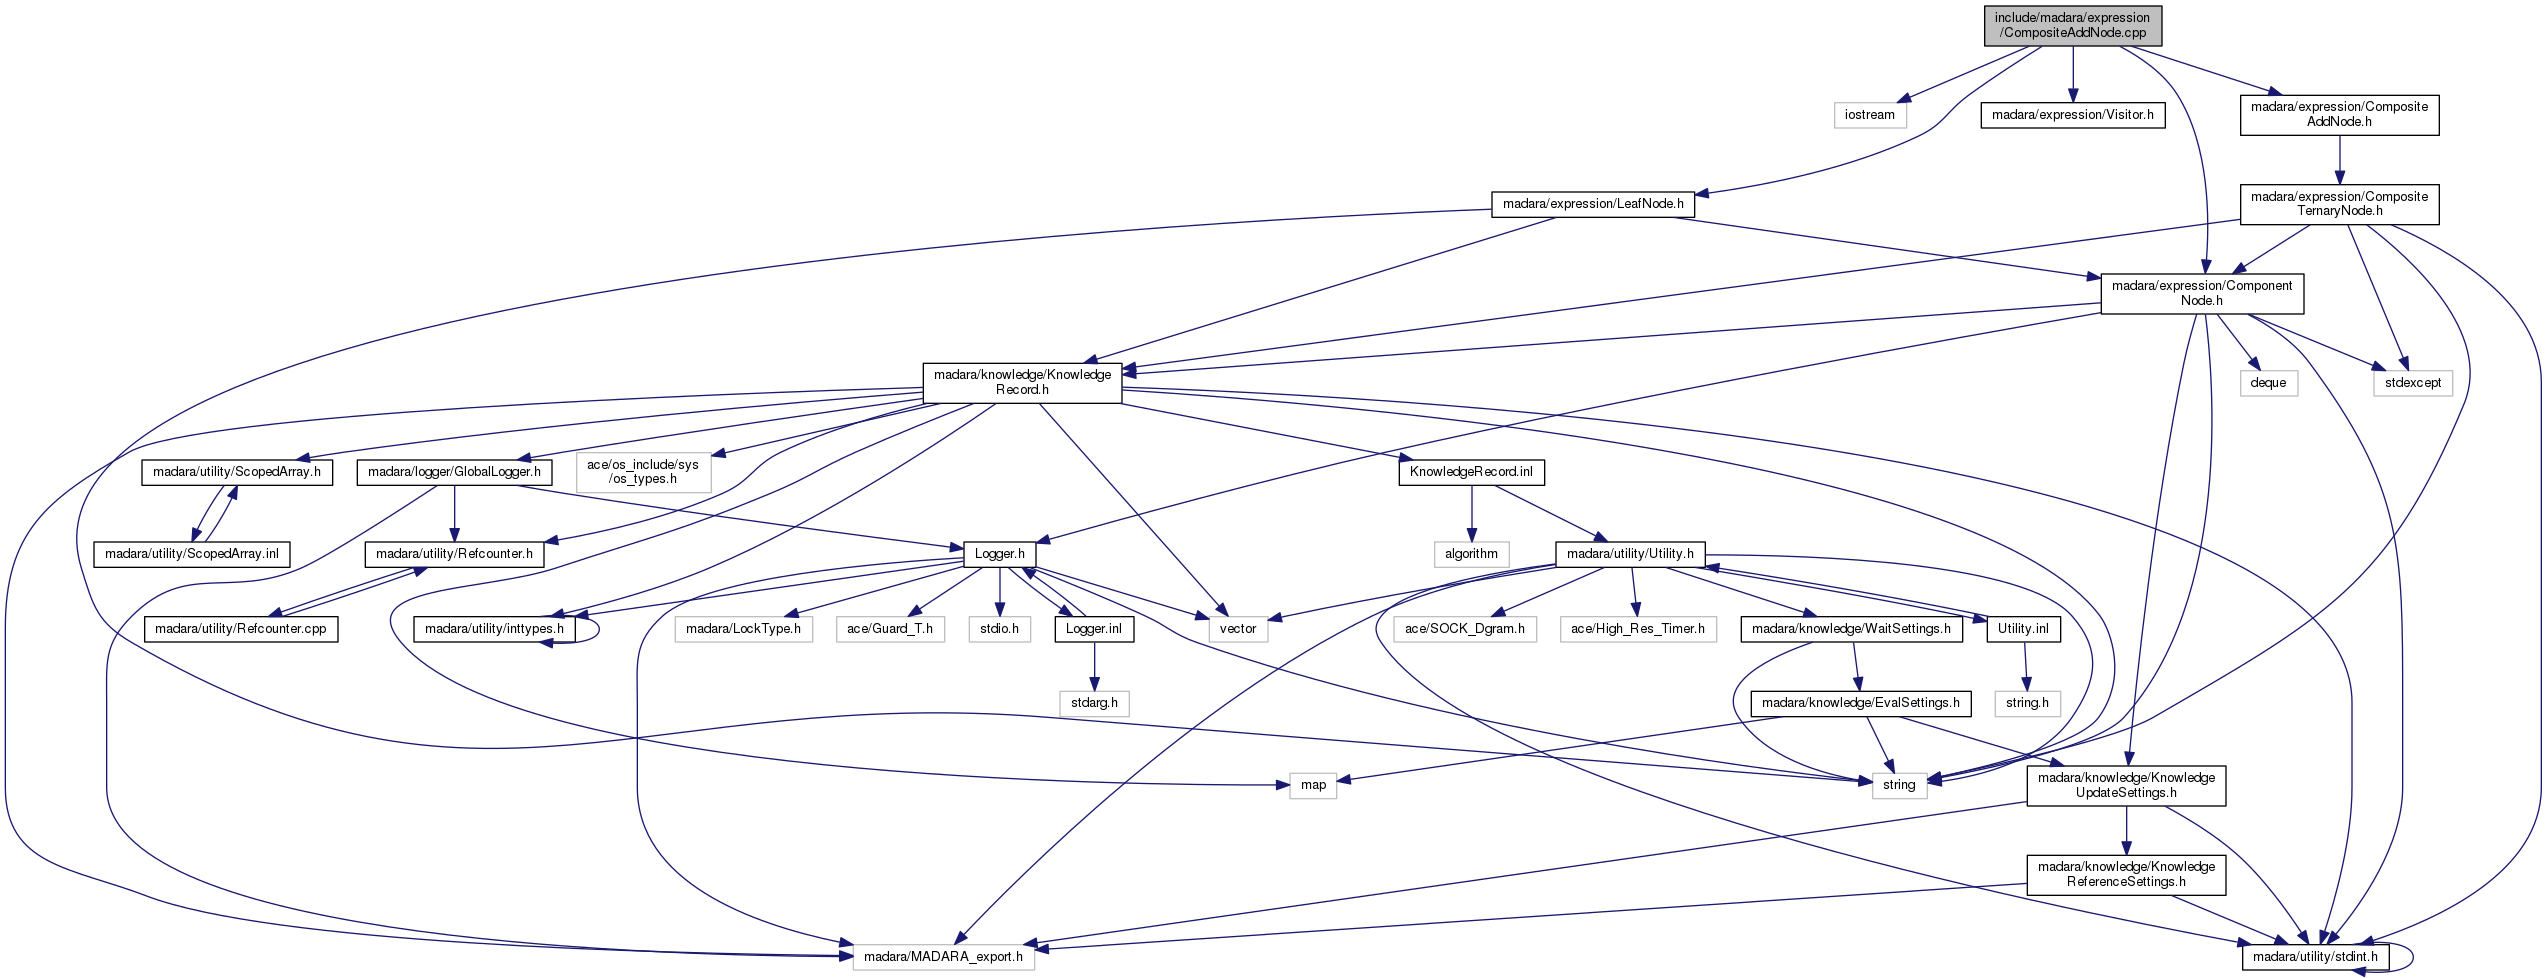 include/madara/expression
/CompositeAddNode.cpp
iostream
madara/expression/Visitor.h
madara/expression/Composite
AddNode.h
madara/expression/LeafNode.h
madara/expression/Composite
TernaryNode.h
madara/expression/Component
Node.h
madara/knowledge/Knowledge
Record.h
deque
stdexcept
madara/utility/ScopedArray.h
madara/logger/GlobalLogger.h
ace/os_include/sys
/os_types.h
KnowledgeRecord.inl
madara/utility/ScopedArray.inl
madara/utility/Refcounter.h
Logger.h
algorithm
madara/utility/Utility.h
madara/utility/Refcounter.cpp
madara/utility/inttypes.h
madara/LockType.h
ace/Guard_T.h
stdio.h
Logger.inl
vector
ace/SOCK_Dgram.h
ace/High_Res_Timer.h
madara/knowledge/WaitSettings.h
Utility.inl
stdarg.h
madara/knowledge/EvalSettings.h
string.h
map
string
madara/knowledge/Knowledge
UpdateSettings.h
madara/knowledge/Knowledge
ReferenceSettings.h
madara/MADARA_export.h
madara/utility/stdint.h